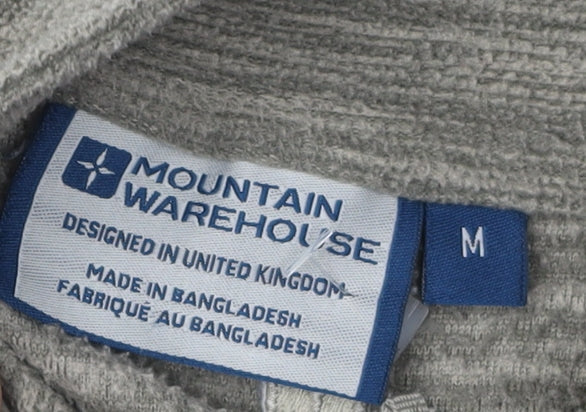 MOUNTAIN
WAREHOUSE
DESIGNED IN UNITED KINGDOM
MADE IN BANGLADESH
FABRIQUÉ AU BANGLADESH
M